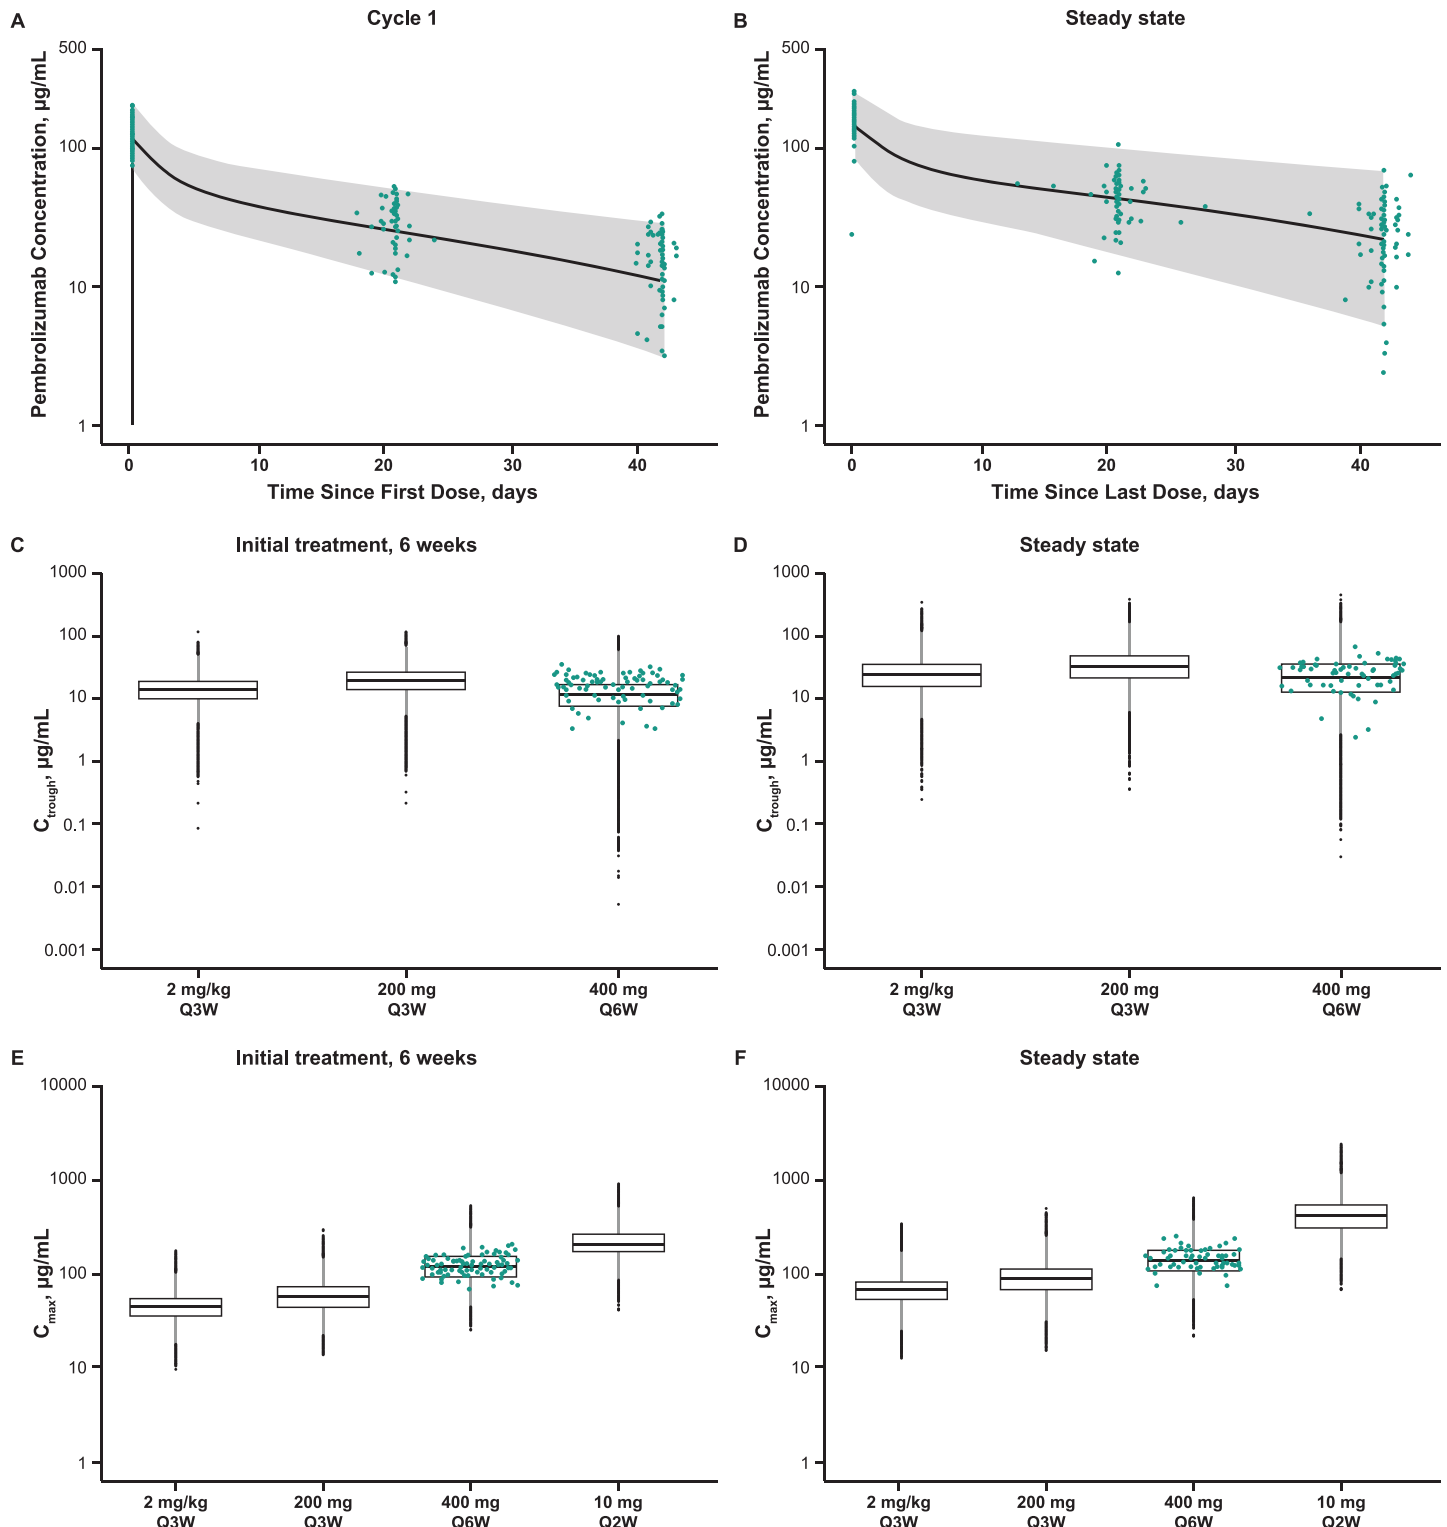 A
Cycle 1
Pembrolizumab Concentration, µg/mL
500
100
10
1
0 10 20 30 40
Time Since First Dose, days
B
Steady state
Pembrolizumab Concentration, µg/mL
500
100
10
1
0 10 20 30 40
Time Since Last Dose, days
C
Initial treatment, 6 weeks
Ctrough, µg/mL
1000
100
10
1
0.1
0.01
0.001
2 mg/kg 200 mg 400 mg
Q3W Q3W Q6W
D
Steady state
Ctrough, µg/mL
1000
100
10
1
0.1
0.01
0.001
2 mg/kg 200 mg 400 mg
Q3W Q3W Q6W
E
Initial treatment, 6 weeks
Cmax, µg/mL
10000
1000
100
10
1
2 mg/kg 200 mg 400 mg 10 mg
Q3W Q3W Q6W Q2W
F
Steady state
Cmax, µg/mL
10000
1000
100
10
1
2 mg/kg 200 mg 400 mg 10 mg
Q3W Q3W Q6W Q2W